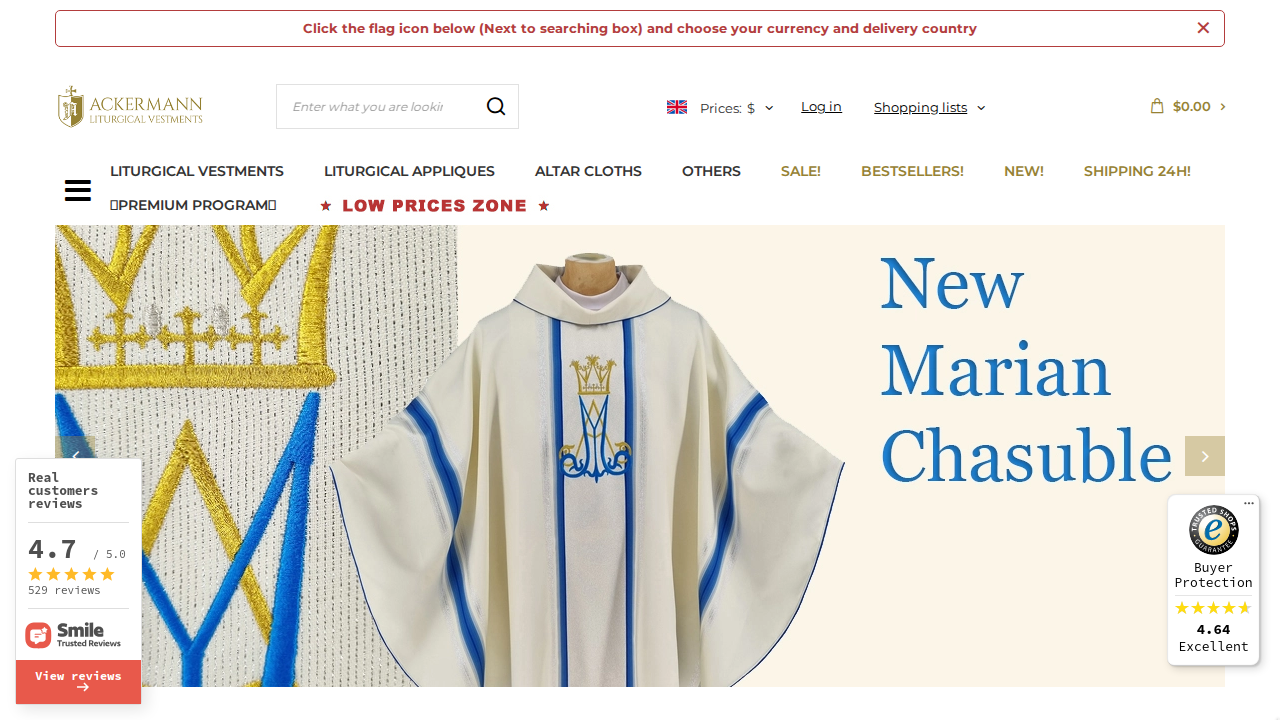 Click the flag icon below (Next to searching box) and choose your currency and delivery country
ACKERMANN
LITURGICAL VESTMENTS
Enter what you are lookin
Prices: $
Log in
Shopping lists
$0.00
LITURGICAL VESTMENTS
LITURGICAL APPLIQUES
ALTAR CLOTHS
OTHERS
SALE!
BESTSELLERS!
NEW!
SHIPPING 24H!
PREMIUM PROGRAM
★ LOW PRICES ZONE ★
New
Marian
Chasuble
Real
customers
reviews
4.7 / 5.0
529 reviews
Smile
Trusted Reviews
View reviews
TRUSTED SHOPS
e
GUARANTEE
Buyer
Protection
4.64
Excellent